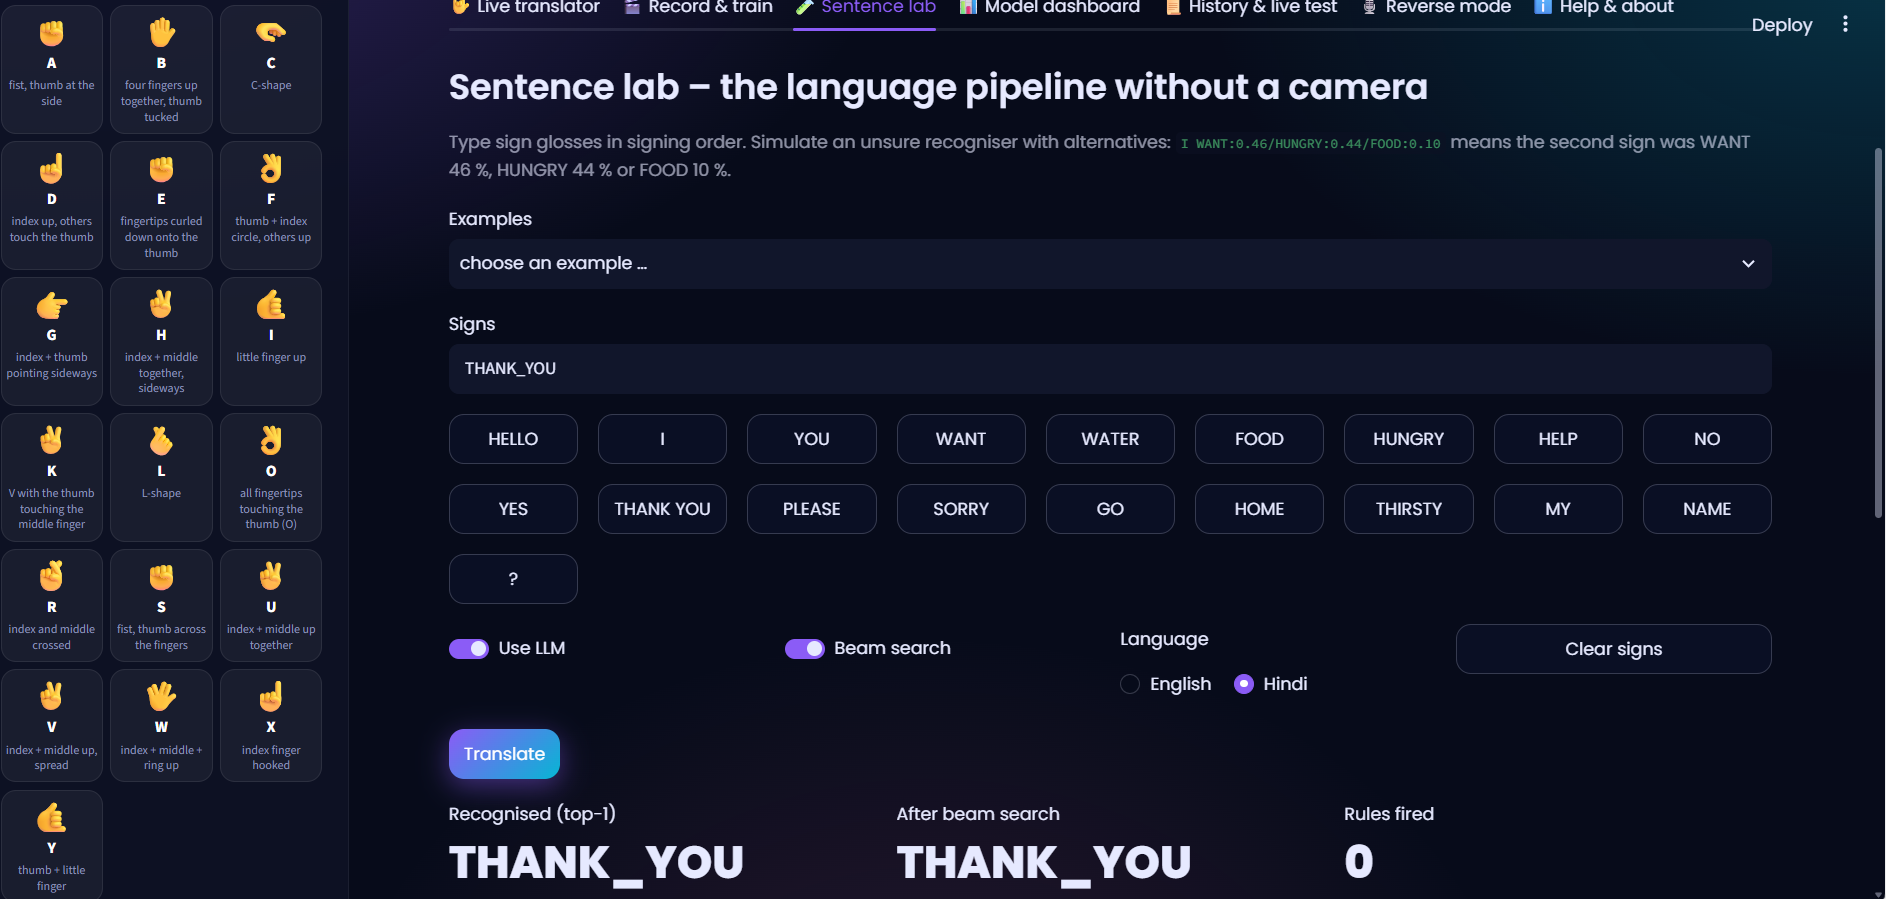 A
fist, thumb at the
side
B
four fingers up
together, thumb
tucked
C
C-shape
D
index up, others
touch the thumb
E
fingertips curled
down onto the
thumb
F
thumb + index
circle, others up
G
index + thumb
pointing sideways
H
index + middle
together,
sideways
I
little finger up
K
V with the thumb
touching the
middle finger
L
L-shape
O
all fingertips
touching the
thumb (O)
R
index and middle
crossed
S
fist, thumb across
the fingers
U
index + middle up
together
V
index + middle up,
spread
W
index + middle +
ring up
X
index finger
hooked
Y
thumb + little
finger
Live translator
Record & train
Sentence lab
Model dashboard
History & live test
Reverse mode
Help & about
Deploy
Sentence lab – the language pipeline without a camera
Type sign glosses in signing order. Simulate an unsure recogniser with alternatives: I WANT:0.46/HUNGRY:0.44/FOOD:0.10 means the second sign was WANT
46 %, HUNGRY 44 % or FOOD 10 %.
Examples
choose an example ...
Signs
THANK_YOU
HELLO
I
YOU
WANT
WATER
FOOD
HUNGRY
HELP
NO
YES
THANK YOU
PLEASE
SORRY
GO
HOME
THIRSTY
MY
NAME
?
Use LLM
Beam search
Language
English
Hindi
Clear signs
Translate
Recognised (top-1)
After beam search
Rules fired
THANK_YOU
THANK_YOU
0